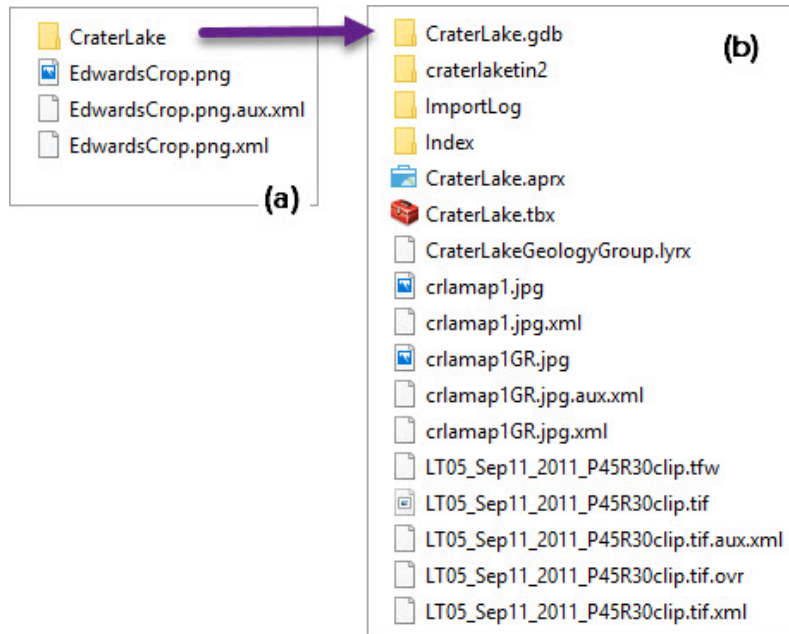 CraterLake
EdwardsCrop.png
EdwardsCrop.png.aux.xml
EdwardsCrop.png.xml
(a)
CraterLake.gdb
(b)
craterlaketin2
ImportLog
Index
CraterLake.aprx
CraterLake.tbx
CraterLakeGeologyGroup.lyrx
crlamap1.jpg
crlamap1.jpg.xml
crlamap1GR.jpg
crlamap1GR.jpg.aux.xml
crlamap1GR.jpg.xml
LT05_Sep11_2011_P45R30clip.tfw
LT05_Sep11_2011_P45R30clip.tif
LT05_Sep11_2011_P45R30clip.tif.aux.xml
LT05_Sep11_2011_P45R30clip.tif.ovr
LT05_Sep11_2011_P45R30clip.tif.xml